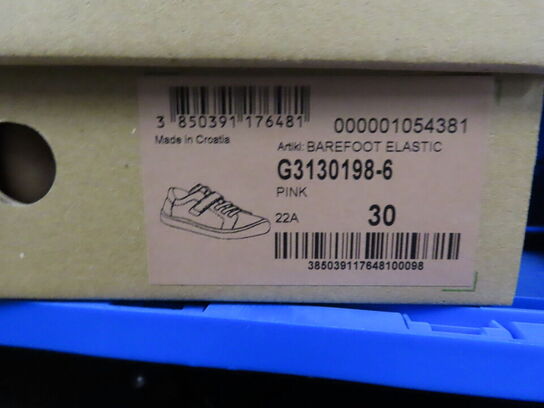 3 850391 176481
000001054381
Made in Croatia
Artikl: BAREFOOT ELASTIC
G3130198-6
PINK
22A
30
385039117648100098